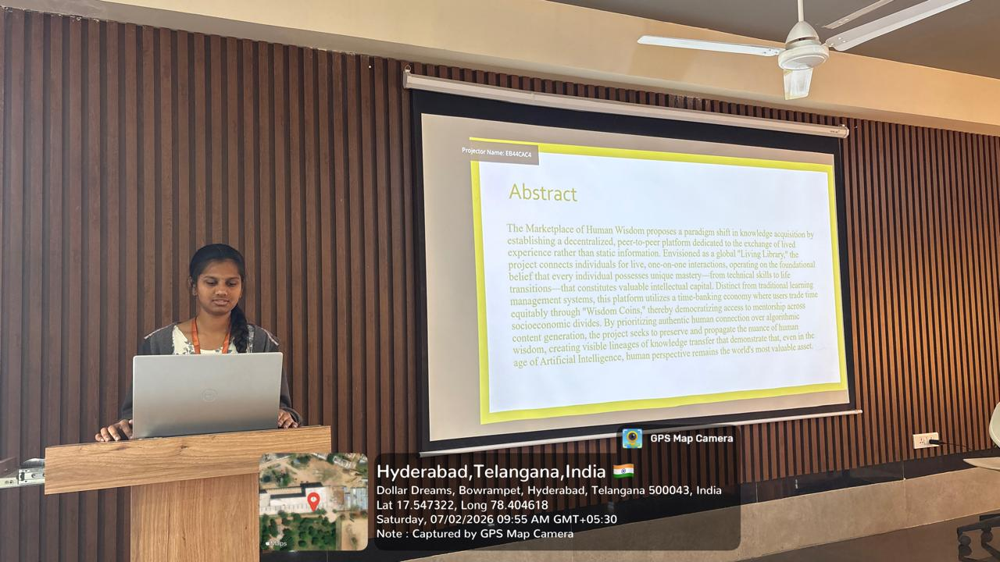 Projector Name: EB44CAC4
Abstract
The Marketplace of Human Wisdom proposes a paradigm shift in knowledge acquisition by
establishing a decentralized, peer-to-peer platform dedicated to the exchange of lived
experience rather than static information. Envisioned as a global "Living Library," the
project connects individuals for live, one-on-one interactions, operating on the foundational
belief that every individual possesses unique mastery—from technical skills to life
transitions—that constitutes valuable intellectual capital. Distinct from traditional learning
management systems, this platform utilizes a time-banking economy where users trade time
equitably through "Wisdom Coins," thereby democratizing access to mentorship across
socioeconomic divides. By prioritizing authentic human connection over algorithmic
content generation, the project seeks to preserve and propagate the nuance of human
wisdom, creating visible lineages of knowledge transfer that demonstrate that, even in the
age of Artificial Intelligence, human perspective remains the world's most valuable asset.
DELL
GPS Map Camera
Hyderabad,Telangana,India
Dollar Dreams, Bowrampet, Hyderabad, Telangana 500043, India
Lat 17.547322, Long 78.404618
Saturday, 07/02/2026 09:55 AM GMT+05:30
Note : Captured by GPS Map Camera
Maps